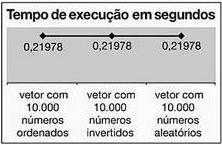 Tempo de execução em segundos
0,21978 0,21978 0,21978
vetor com vetor com vetor com
10.000 10.000 10.000
números números números
ordenados invertidos aleatórios